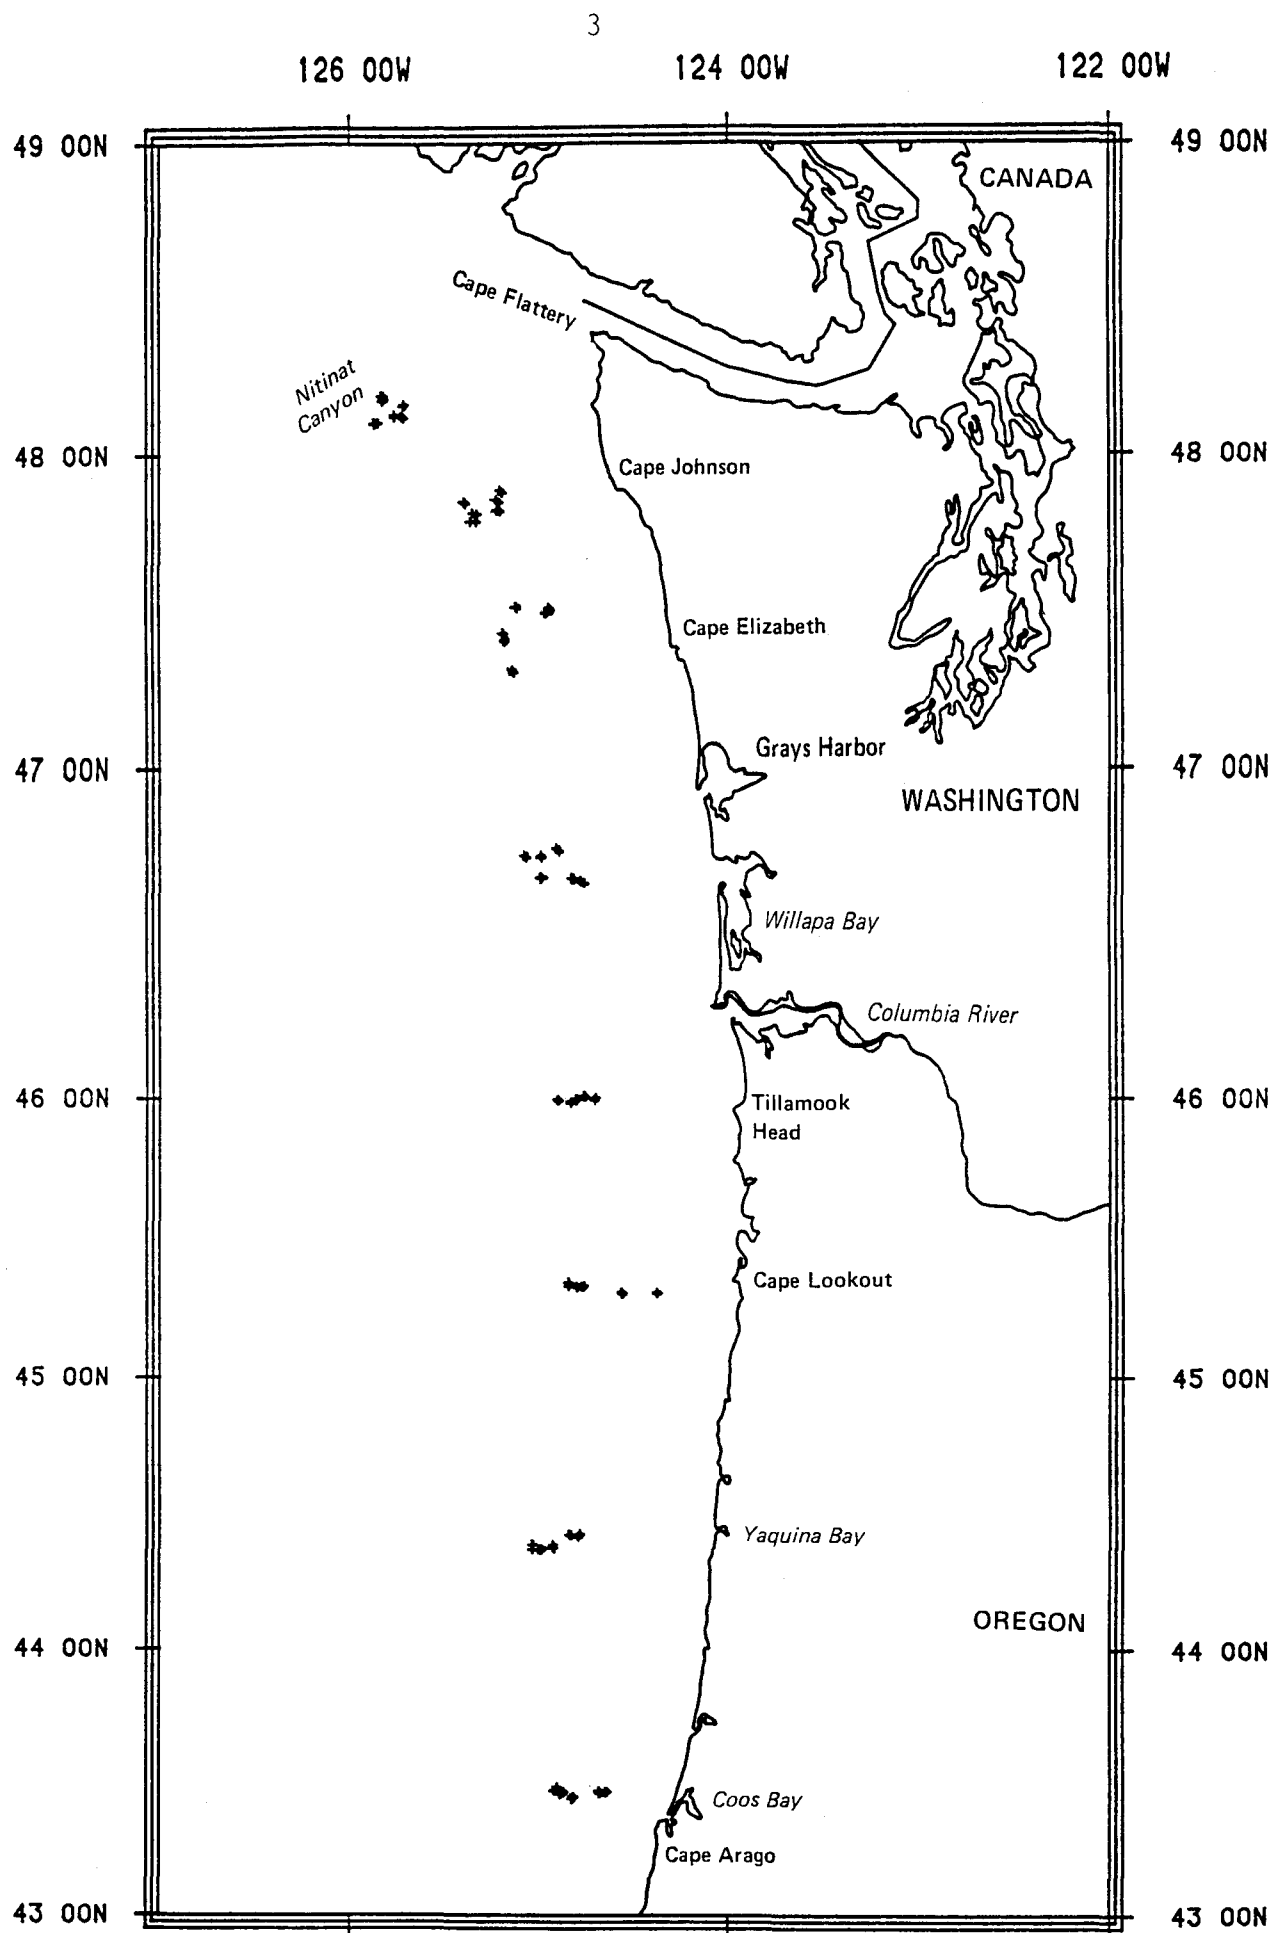 3
126 00W 124 00W 122 00W
49 00N 49 00N
CANADA
Cape Flattery
Nitinat
Canyon
48 00N 48 00N
Cape Johnson
Cape Elizabeth
Grays Harbor
47 00N 47 00N
WASHINGTON
Willapa Bay
Columbia River
46 00N 46 00N
Tillamook
Head
Cape Lookout
45 00N 45 00N
Yaquina Bay
OREGON
44 00N 44 00N
Coos Bay
Cape Arago
43 00N 43 00N